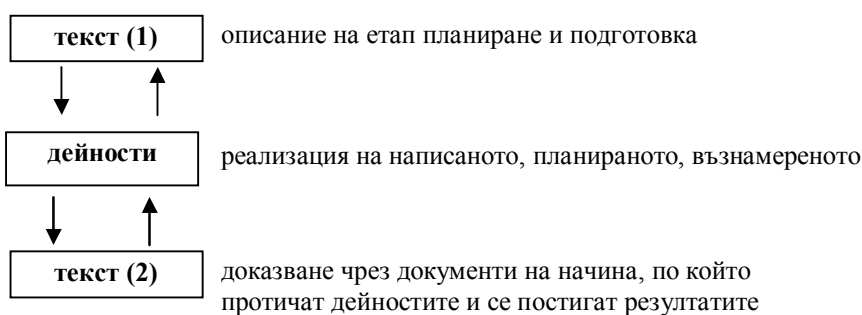 текст (1) описание на етап планиране и подготовка
дейности реализация на написаното, планираното, възнамереното
текст (2) доказване чрез документи на начина, по който
протичат дейностите и се постигат резултатите